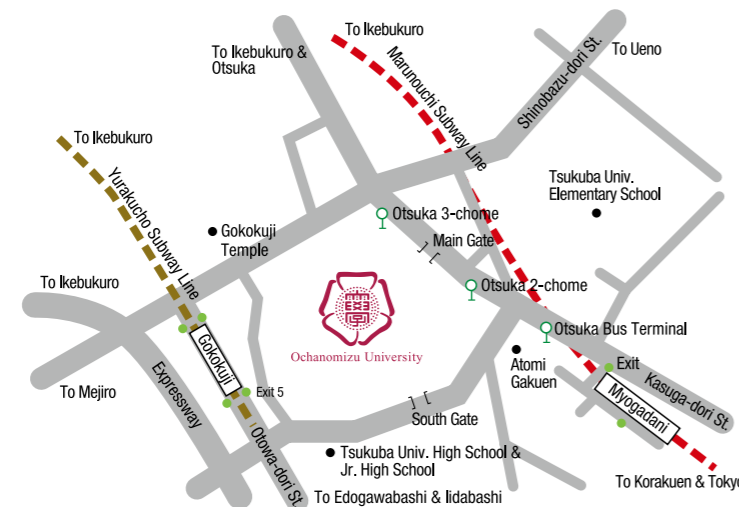 To Ikebukuro
To Ikebukuro &
Otsuka
Marunouchi Subway Line
Shinobazu-dori St.
To Ueno
To Ikebukuro
Yurakucho Subway Line
Tsukuba Univ.
Elementary School
Otsuka 3-chome
Gokokuji
Temple
Main Gate
To Ikebukuro
Otsuka 2-chome
Ochanomizu University
Otsuka Bus Terminal
Gokokuji
Expressway
Atomi
Gakuen
Exit
To Mejiro
Exit 5
Myogadani
Kasuga-dori St.
South Gate
Otowa-dori St.
Tsukuba Univ. High School &
Jr. High School
To Korakuen & Tokyo
To Edogawabashi & Iidabashi